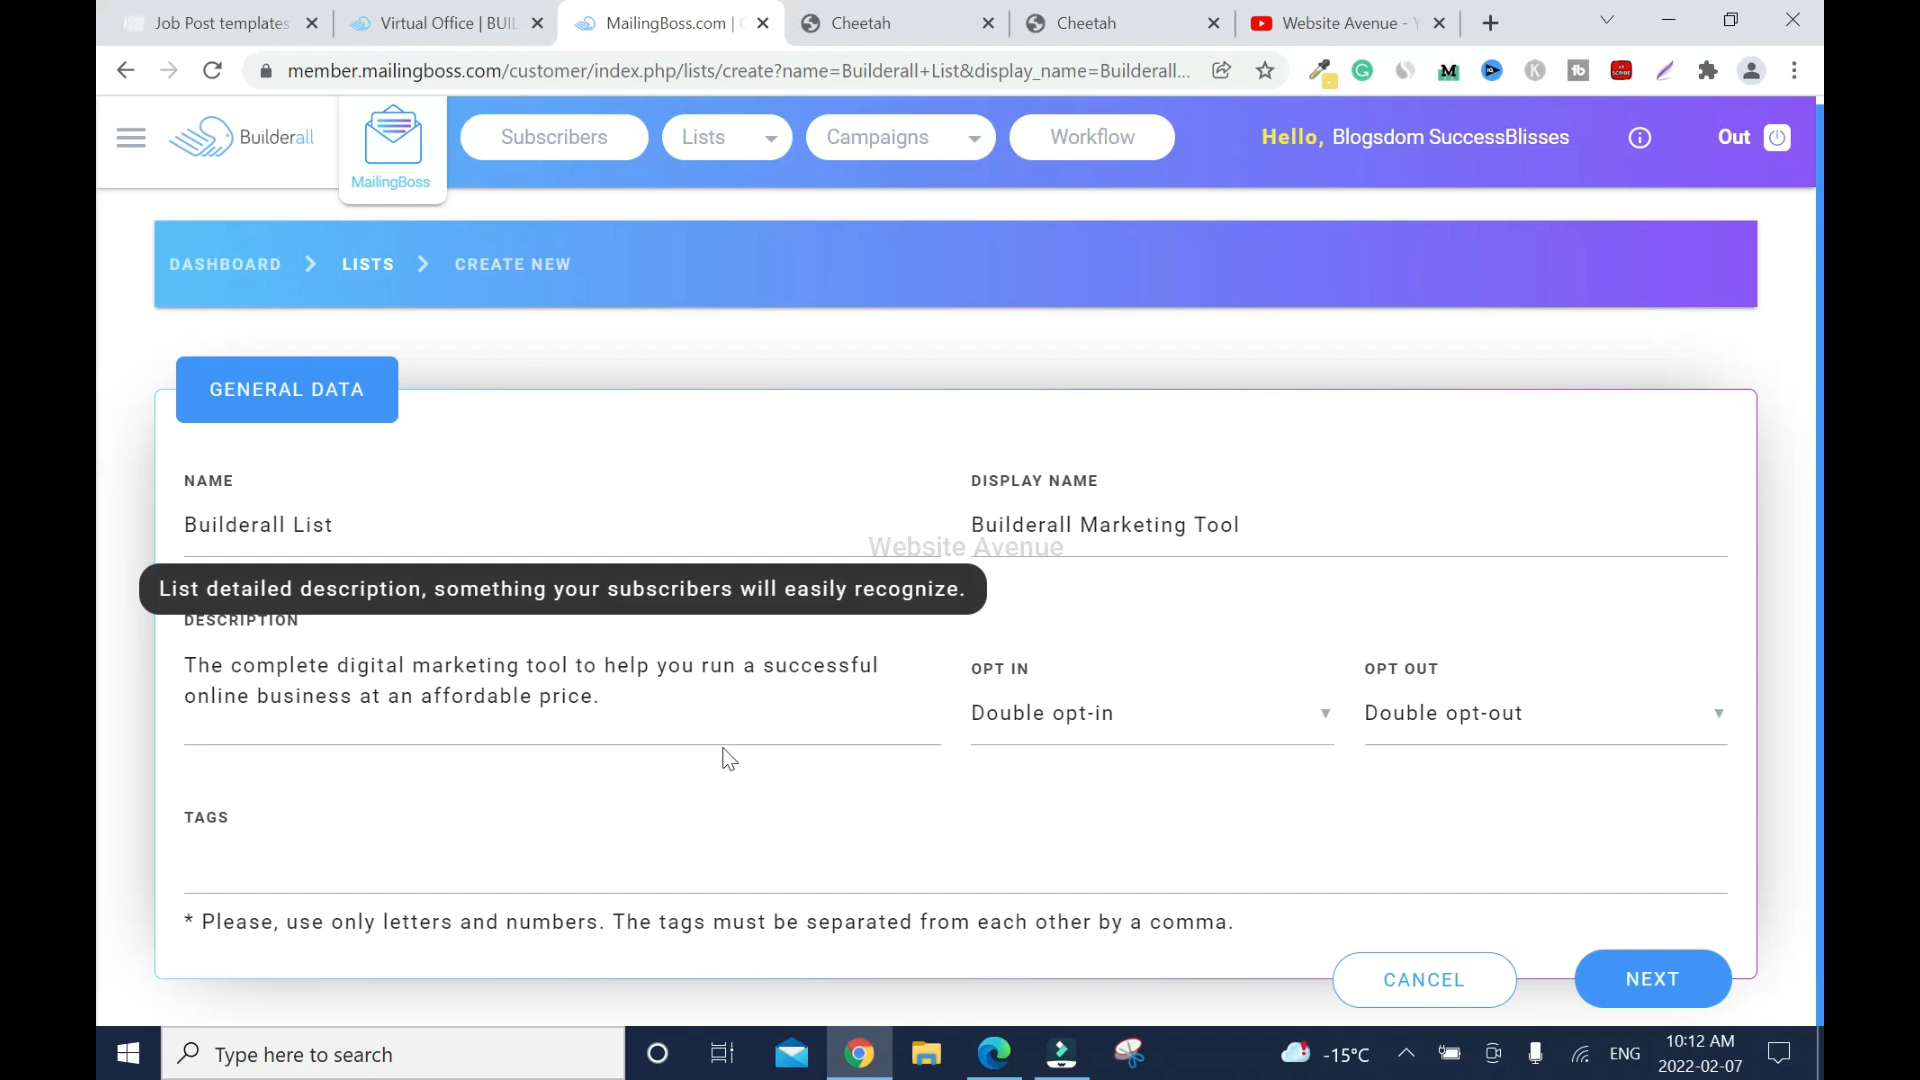 Job Post templates
Virtual Office | BUIL
MailingBoss.com |
Cheetah
Cheetah
Website Avenue - Y
member.mailingboss.com/customer/index.php/lists/create?name=Builderall+List&display_name=Builderall...
Builderall
MailingBoss
Subscribers
Lists
Campaigns
Workflow
Hello, Blogsdom SuccessBlisses
Out
DASHBOARD
LISTS
CREATE NEW
GENERAL DATA
NAME
DISPLAY NAME
Builderall List
Builderall Marketing Tool
Website Avenue
List detailed description, something your subscribers will easily recognize.
DESCRIPTION
The complete digital marketing tool to help you run a successful
online business at an affordable price.
OPT IN
OPT OUT
Double opt-in
Double opt-out
TAGS
* Please, use only letters and numbers. The tags must be separated from each other by a comma.
CANCEL
NEXT
Type here to search
-15°C
ENG
10:12 AM
2022-02-07